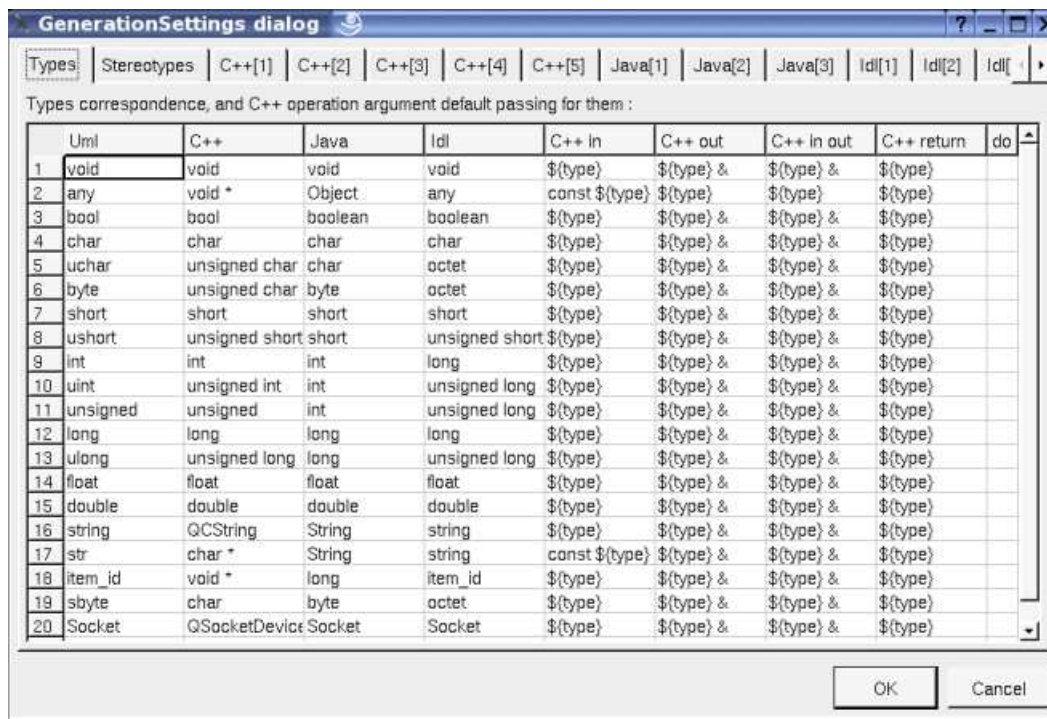 GenerationSettings dialog
Types Stereotypes C++[1] C++[2] C++[3] C++[4] C++[5] Java[1] Java[2] Java[3] Idl[1] Idl[2] Idl[
Types correspondence, and C++ operation argument default passing for them :
Uml C++ Java Idl C++ in C++ out C++ in out C++ return do
1 void void void void ${type} ${type} & ${type} & ${type}
2 any void * Object any const ${type} ${type} ${type} ${type}
3 bool bool boolean boolean ${type} ${type} & ${type} & ${type}
4 char char char char ${type} ${type} & ${type} & ${type}
5 uchar unsigned char char octet ${type} ${type} & ${type} & ${type}
6 byte unsigned char byte octet ${type} ${type} & ${type} & ${type}
7 short short short short ${type} ${type} & ${type} & ${type}
8 ushort unsigned short short unsigned short ${type} ${type} & ${type} & ${type}
9 int int int long ${type} ${type} & ${type} & ${type}
10 uint unsigned int int unsigned long ${type} ${type} & ${type} & ${type}
11 unsigned unsigned int unsigned long ${type} ${type} & ${type} & ${type}
12 long long long long ${type} ${type} & ${type} & ${type}
13 ulong unsigned long long unsigned long ${type} ${type} & ${type} & ${type}
14 float float float float ${type} ${type} & ${type} & ${type}
15 double double double double ${type} ${type} & ${type} & ${type}
16 string QCString String string ${type} ${type} & ${type} & ${type}
17 str char * String string const ${type} ${type} & ${type} & ${type}
18 item_id void * long item_id ${type} ${type} & ${type} & ${type}
19 sbyte char byte octet ${type} ${type} & ${type} & ${type}
20 Socket QSocketDevice Socket Socket ${type} ${type} & ${type} & ${type}
OK Cancel